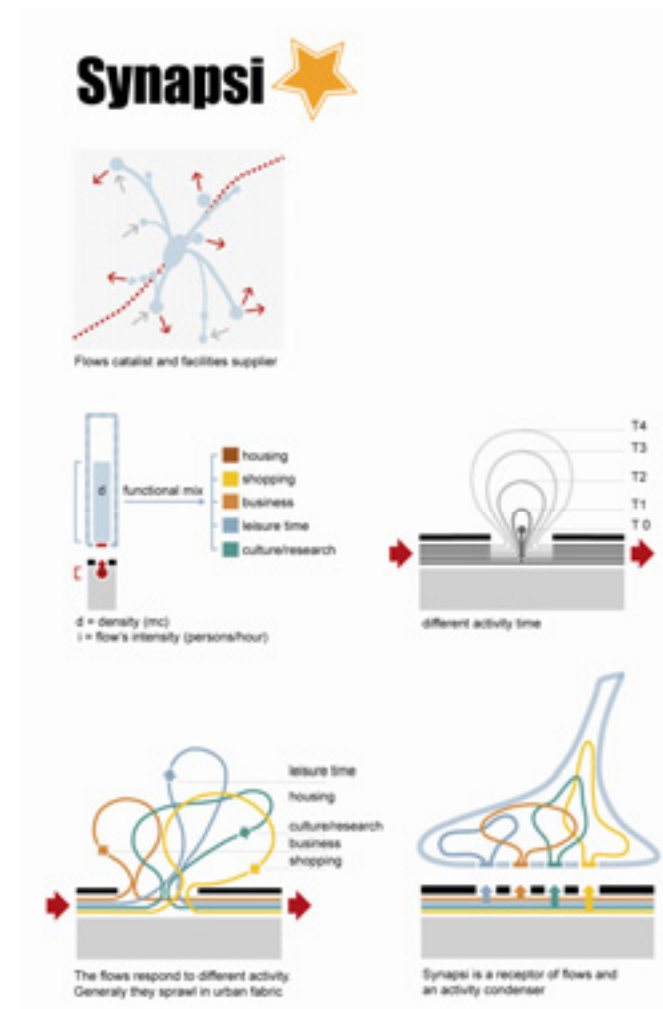 Synapsi
Flows catalist and facilities supplier
d
functional mix
housing
shopping
business
leisure time
culture/research
d = density (mc)
i = flow's intensity (persons/hour)
T4
T3
T2
T1
T 0
different activity time
leisure time
housing
culture/research
business
shopping
The flows respond to different activity.
Generaly they sprawl in urban fabric
Synapsi is a receptor of flows and
an activity condenser